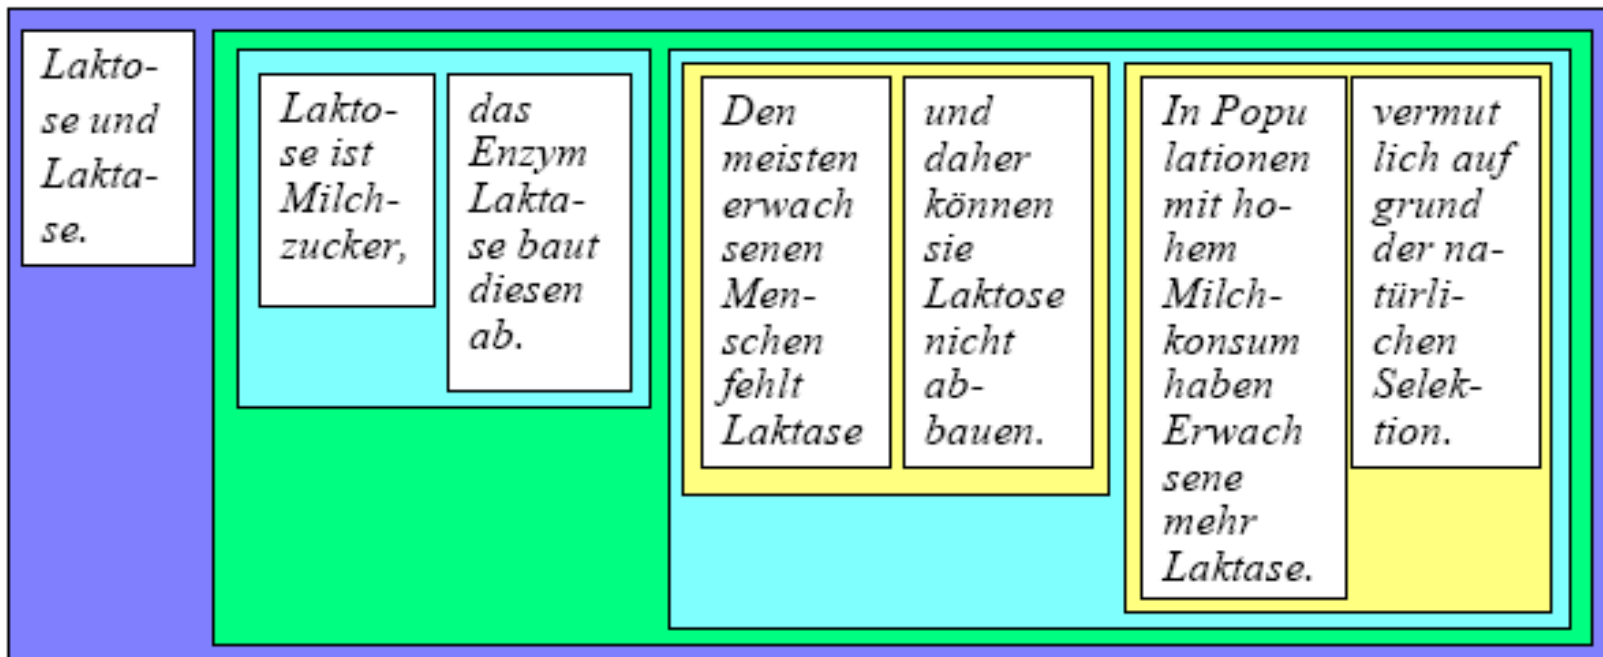 Lakto-
se und
Lakta-
se.
Lakto-
se ist
Milch-
zucker,
das
Enzym
Lakta-
se baut
diesen
ab.
Den
meisten
erwach
senen
Men-
schen
fehlt
Laktase
und
daher
können
sie
Laktose
nicht
ab-
bauen.
In Popu
lationen
mit ho-
hem
Milch-
konsum
haben
Erwach
sene
mehr
Laktase.
vermut
lich auf
grund
der na-
türli-
chen
Selek-
tion.